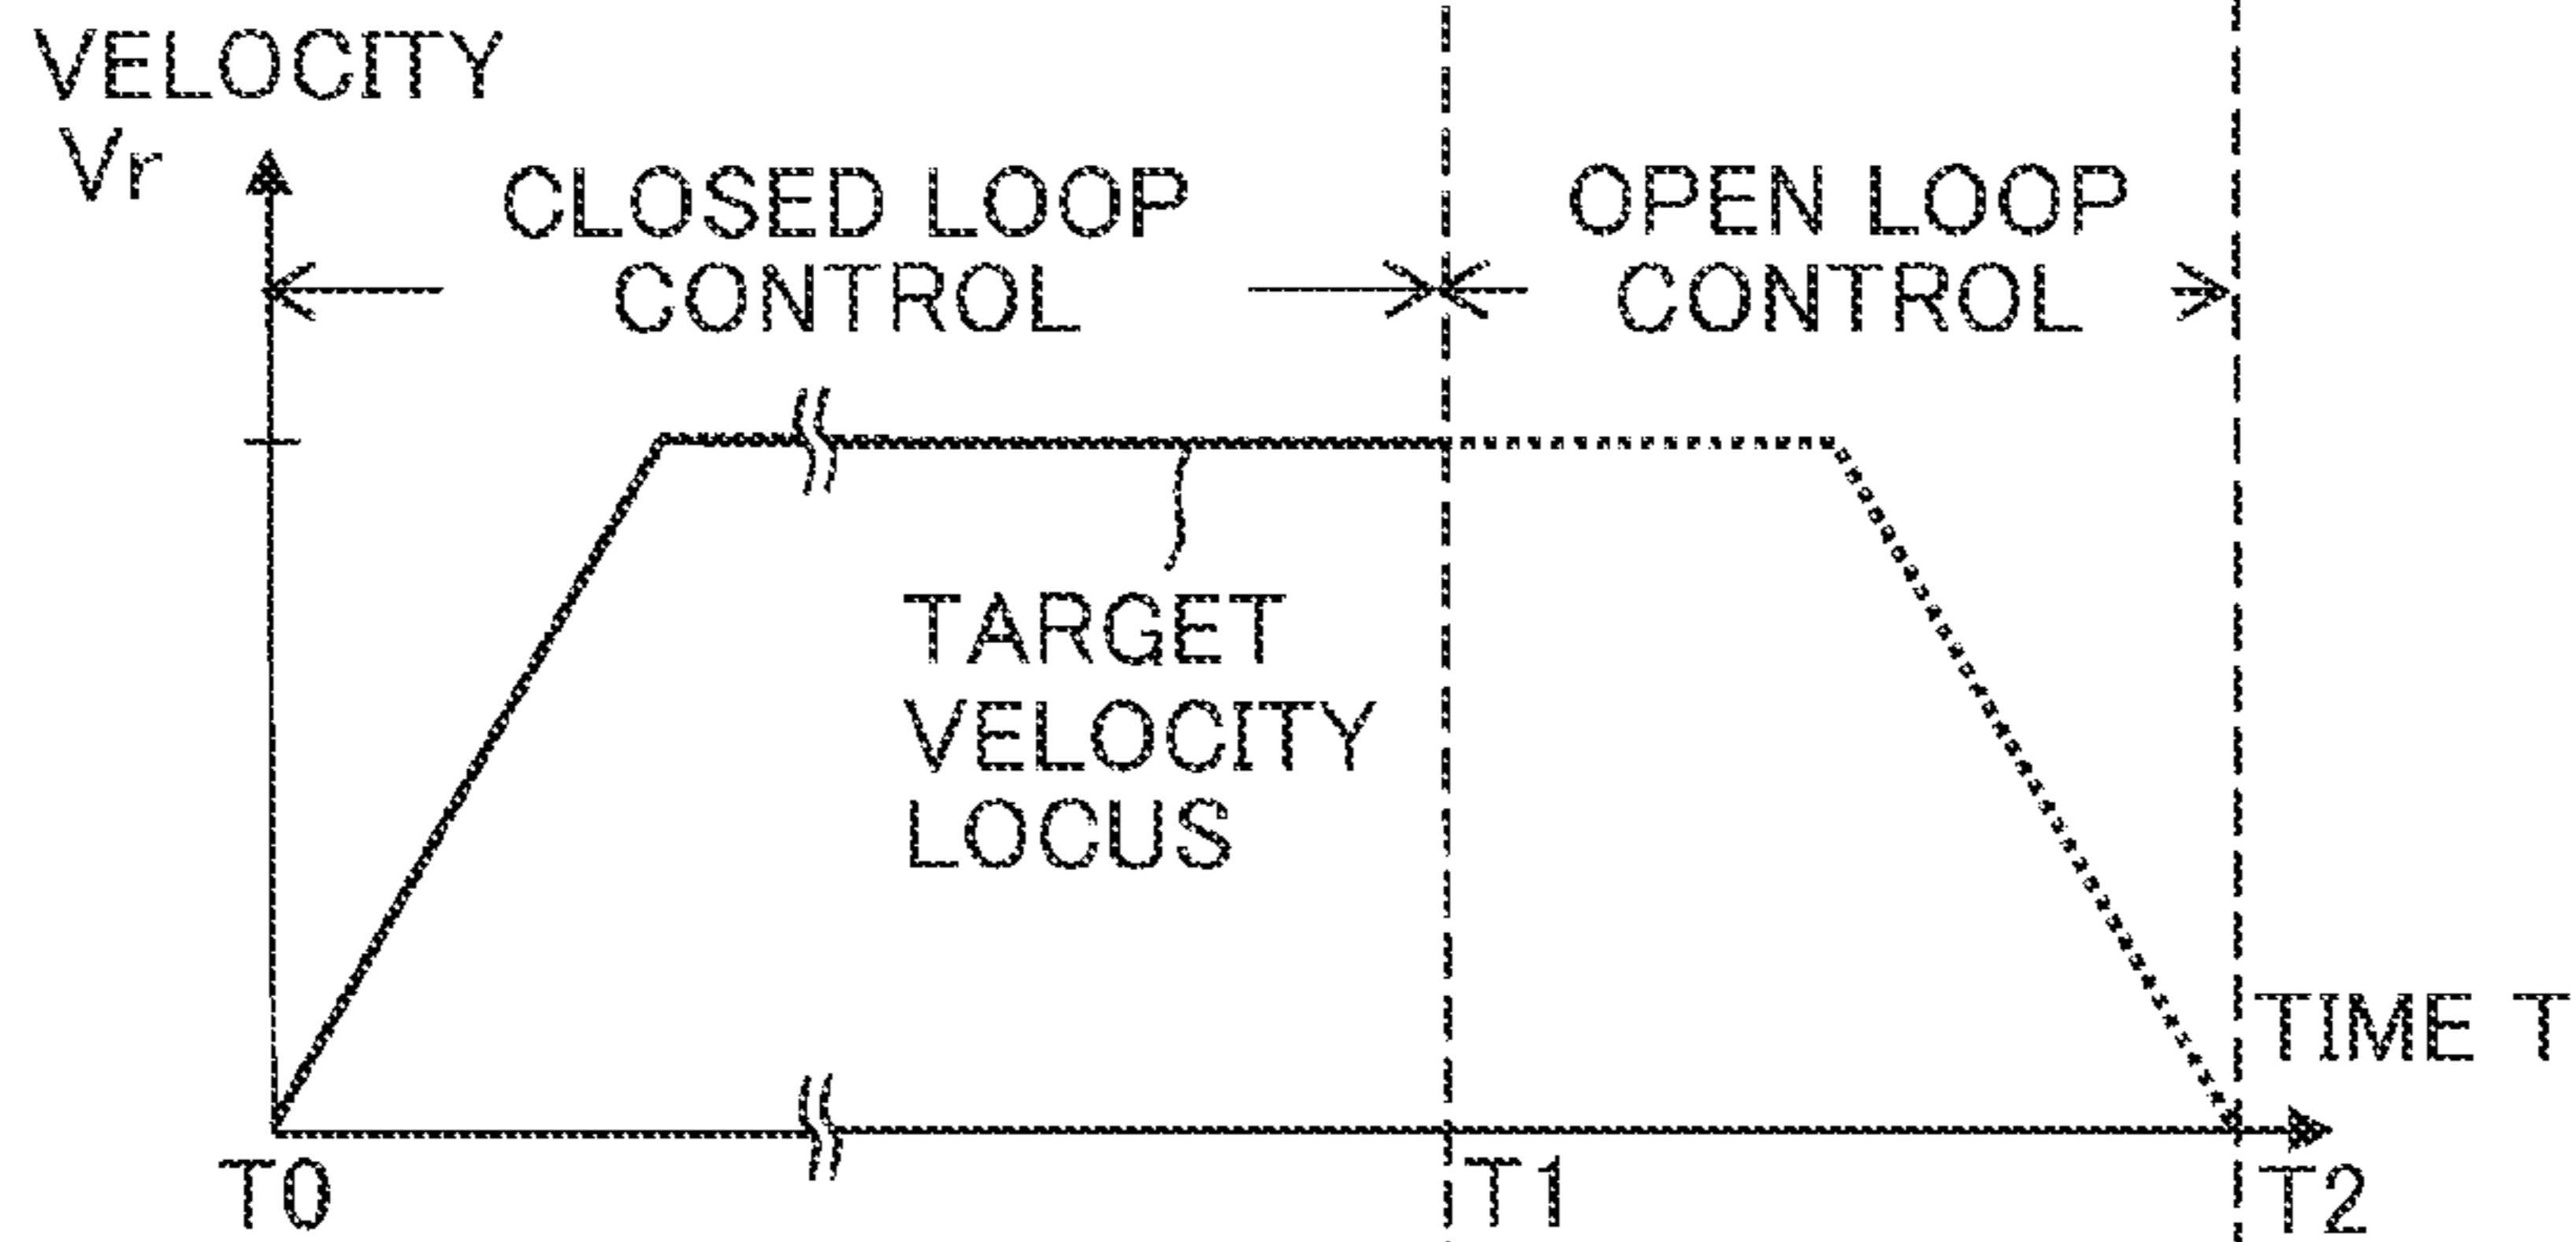 VELOCITY
Vr
CLOSED LOOP
CONTROL
OPEN LOOP
CONTROL
TARGET
VELOCITY
LOCUS
TIME T
T0
T1
T2